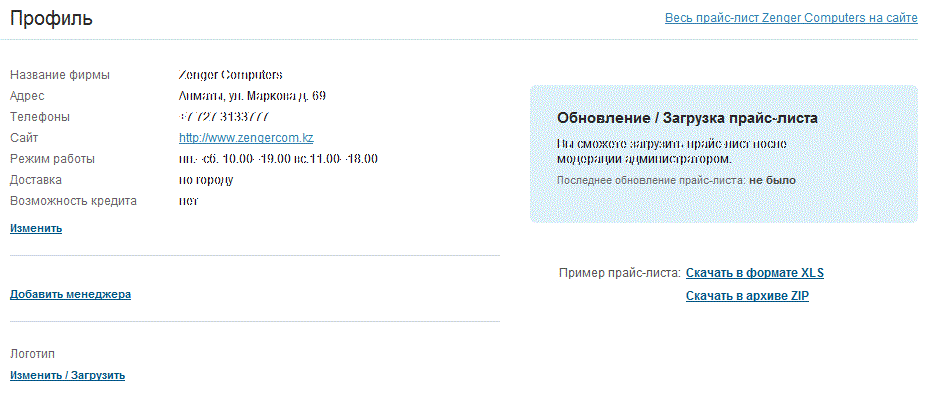 Профиль
Весь прайс-лист Zenger Computers на сайте
Название фирмы Zenger Computers
Адрес Алматы, ул. Маркова д. 69
Телефоны +7 727 3133777
Сайт http://www.zengercom.kz
Режим работы пн.-сб. 10.00-19.00 вс.11.00-18.00
Доставка по городу
Возможность кредита нет
Изменить
Обновление / Загрузка прайс-листа
Вы сможете загрузить прайс-лист после
модерации администратором.
Последнее обновление прайс-листа: не было
Пример прайс-листа: Скачать в формате XLS
Скачать в архиве ZIP
Добавить менеджера
Логотип
Изменить / Загрузить